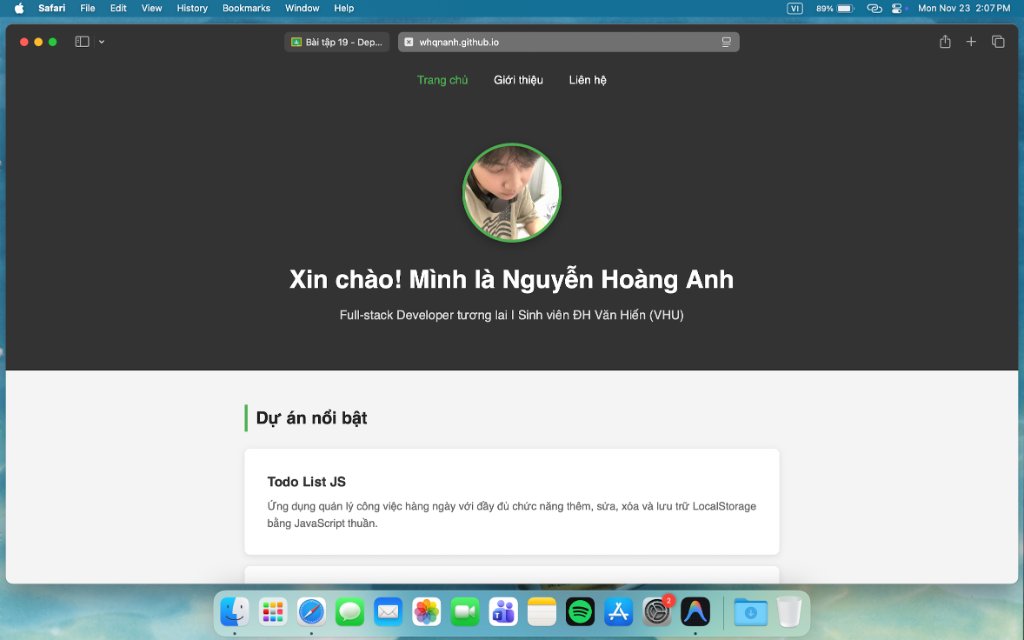 Safari File Edit View History Bookmarks Window Help VI 89% Mon Nov 23 2:07 PM
Bài tập 19 - Dep... whqnanh.github.io
Trang chủ Giới thiệu Liên hệ
Xin chào! Mình là Nguyễn Hoàng Anh
Full-stack Developer tương lai | Sinh viên ĐH Văn Hiến (VHU)
Dự án nổi bật
Todo List JS
Ứng dụng quản lý công việc hàng ngày với đầy đủ chức năng thêm, sửa, xóa và lưu trữ LocalStorage
bằng JavaScript thuần.
2